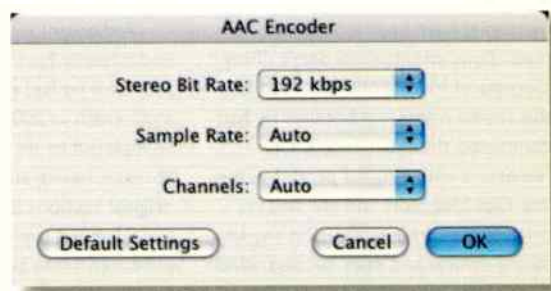 AAC Encoder
Stereo Bit Rate: 192 kbps
Sample Rate: Auto
Channels: Auto
Default Settings Cancel OK